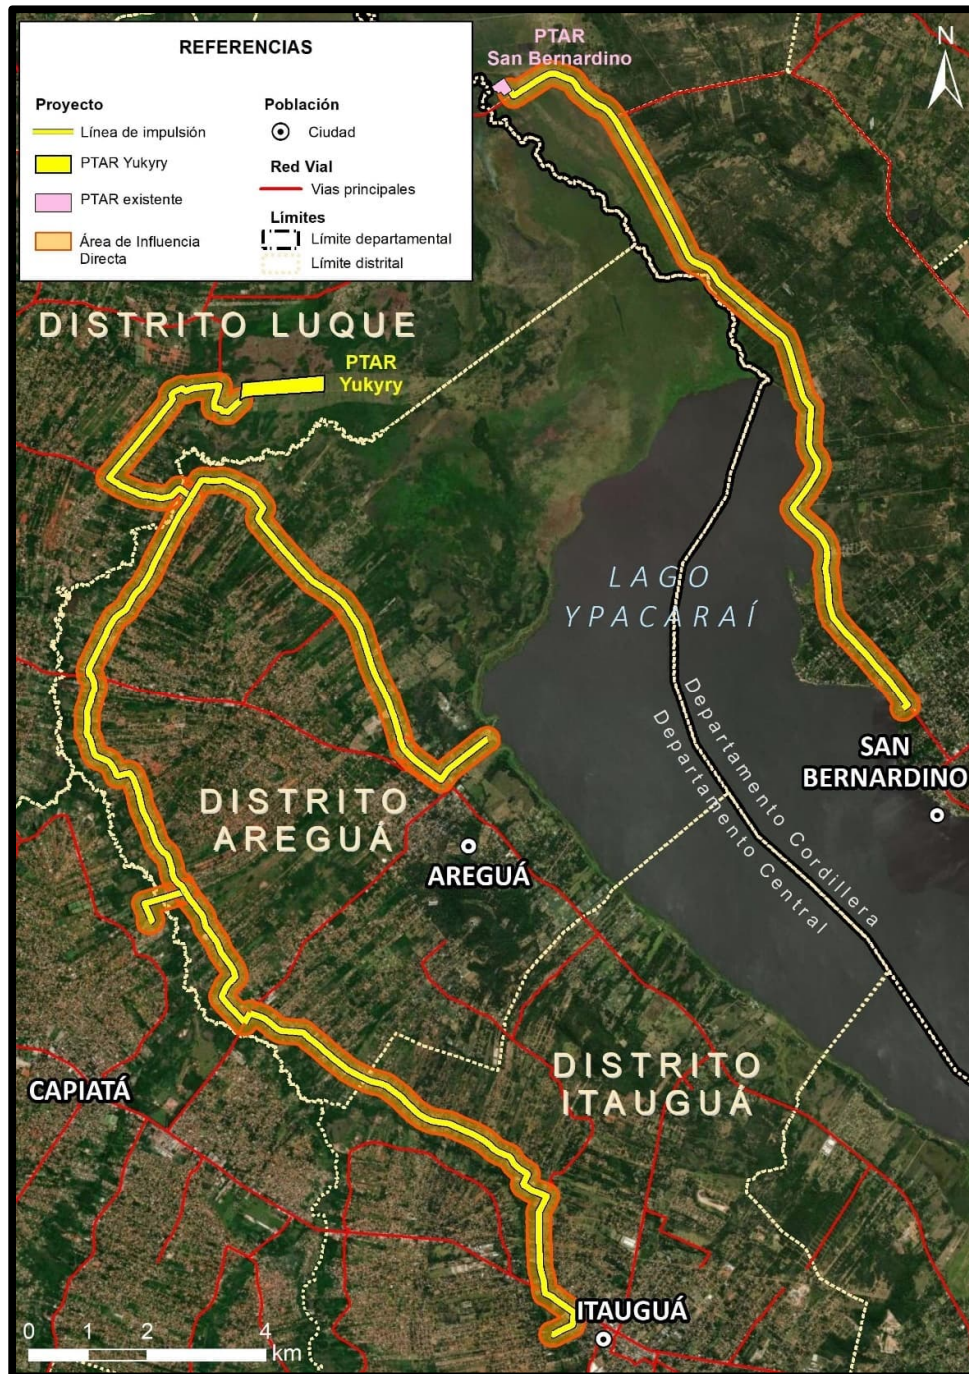 REFERENCIAS
Proyecto
Línea de impulsión
PTAR Yukyry
PTAR existente
Área de Influencia
Directa
Población
Ciudad
Red Vial
Vias principales
Límites
Límite departamental
Límite distrital
PTAR
San Bernardino
N
DISTRITO LUQUE
PTAR
Yukyry
LAGO
YPACARAÍ
Departamento Cordillera
Departamento Central
SAN
BERNARDINO
DISTRITO
AREGUÁ
AREGUÁ
DISTRITO
ITAUGUÁ
CAPIATÁ
ITAUGUÁ
0 1 2 4
km